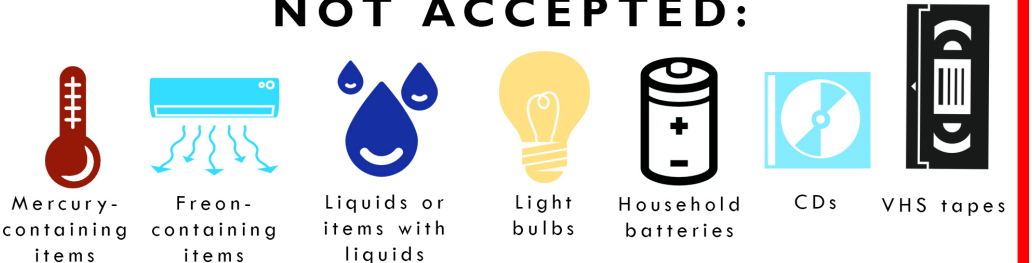 NOT ACCEPTED:
Mercury-
containing
items
Freon-
containing
items
Liquids or
items with
liquids
Light
bulbs
Household
batteries
CDs
VHS tapes